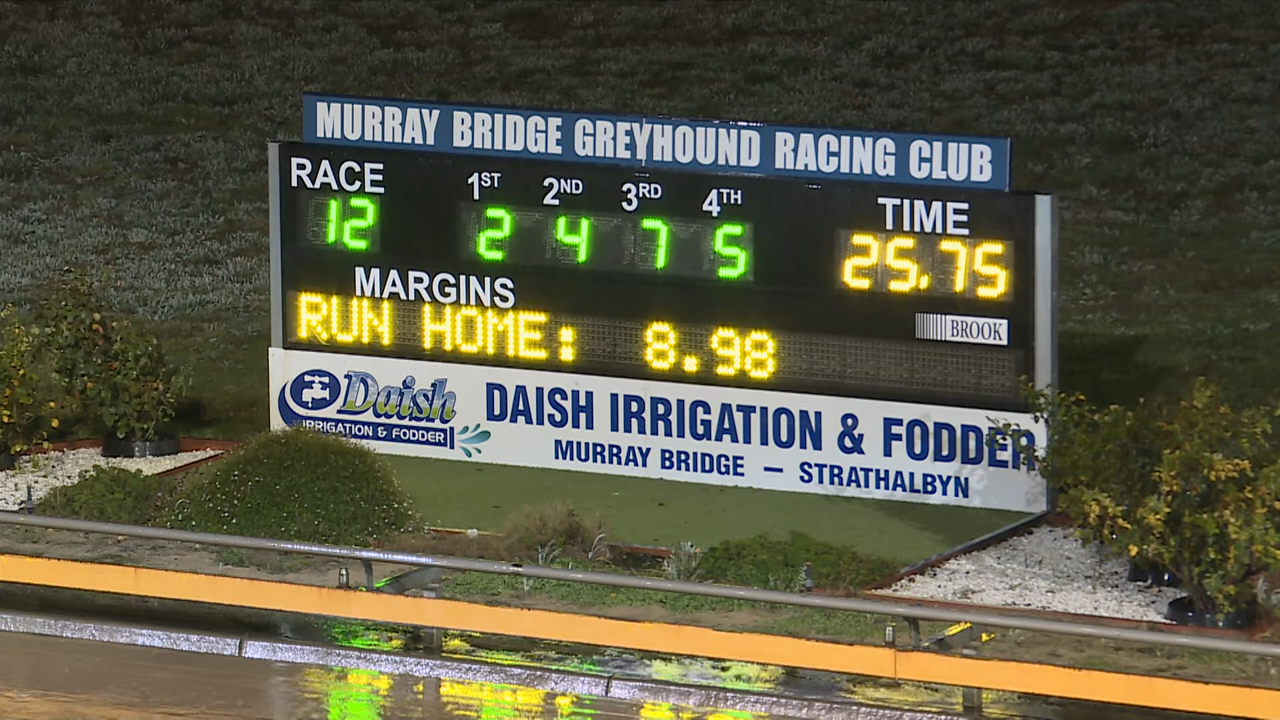 MURRAY BRIDGE GREYHOUND RACING CLUB
RACE 1ST 2ND 3RD 4TH TIME
12 2 4 7 5 25.75
MARGINS
RUN HOME: 8.98
BROOK
Daish
IRRIGATION & FODDER
DAISH IRRIGATION & FODDER
MURRAY BRIDGE – STRATHALBYN